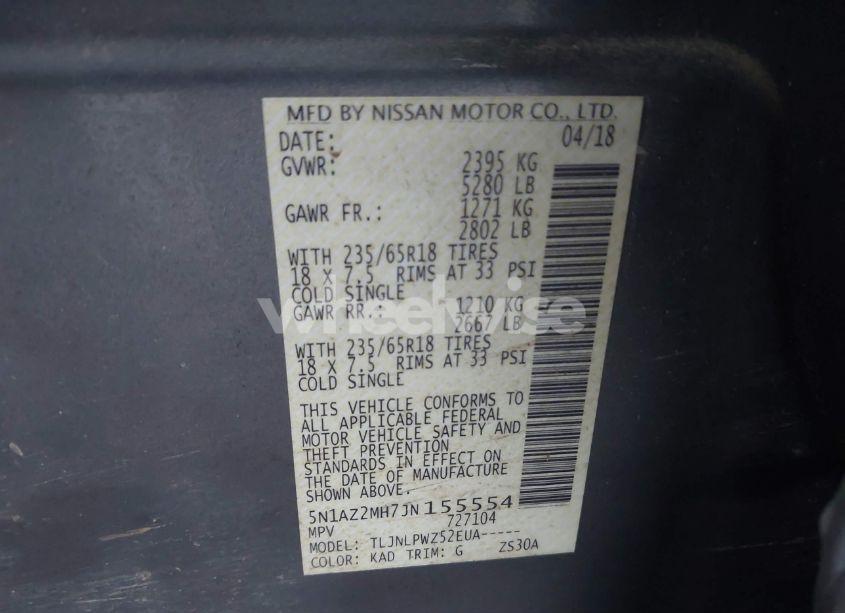 MFD BY NISSAN MOTOR CO., LTD.
DATE: 04/18
GVWR: 2395 KG
5280 LB
GAWR FR.: 1271 KG
2802 LB
WITH 235/65R18 TIRES
18 X 7.5 RIMS AT 33 PSI
COLD SINGLE
GAWR RR.: 1210 KG
2667 LB
wheelwise
WITH 235/65R18 TIRES
18 X 7.5 RIMS AT 33 PSI
COLD SINGLE
THIS VEHICLE CONFORMS TO
ALL APPLICABLE FEDERAL
MOTOR VEHICLE SAFETY AND
THEFT PREVENTION
STANDARDS IN EFFECT ON
THE DATE OF MANUFACTURE
SHOWN ABOVE.
5N1AZ2MH7JN155554
MPV 727104
MODEL: TLJNLPWZ52EUA-----
COLOR: KAD TRIM: G ZS30A